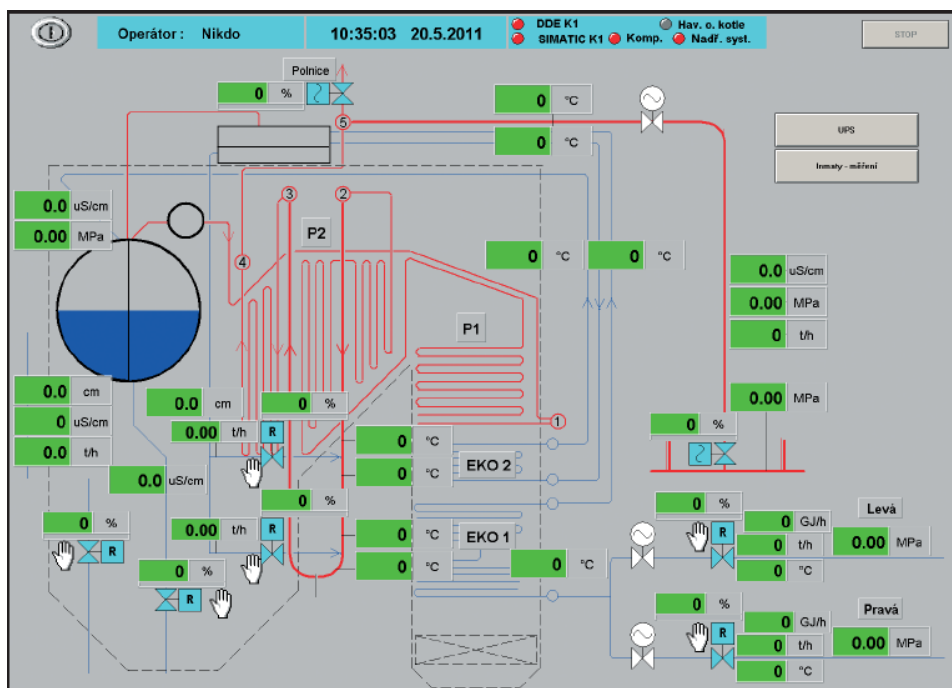 Operátor : Nikdo
10:35:03 20.5.2011
DDE K1
Hav. o. kotle
SIMATIC K1
Komp.
Nadř. syst.
STOP
Polnice
0 %
5
0 °C
0 °C
UPS
Inmaty - měření
0.0 uS/cm
0.00 MPa
3
2
P2
4
0 °C
0 °C
0.0 uS/cm
0.00 MPa
0 t/h
P1
0.0 cm
0 uS/cm
0.0 t/h
0.0 cm
0 %
0.00 t/h
R
1
0.00 MPa
0 %
0 °C
0 °C
EKO 2
0.0 uS/cm
0 %
0.00 t/h
R
0 °C
0 °C
EKO 1
0 °C
0 %
R
0 %
R
0 %
R
0 GJ/h
0 t/h
0 °C
Levá
0.00 MPa
0 %
R
0 GJ/h
0 t/h
0 °C
Pravá
0.00 MPa